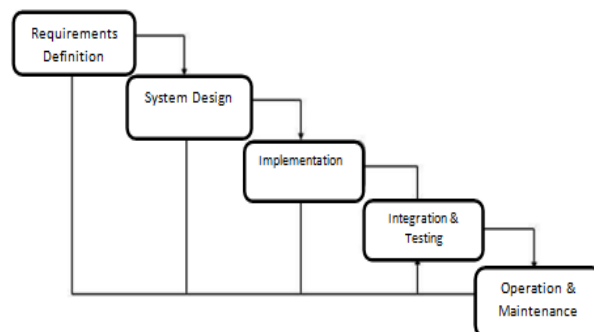 Requirements
Definition
System Design
Implementation
Integration &
Testing
Operation &
Maintenance